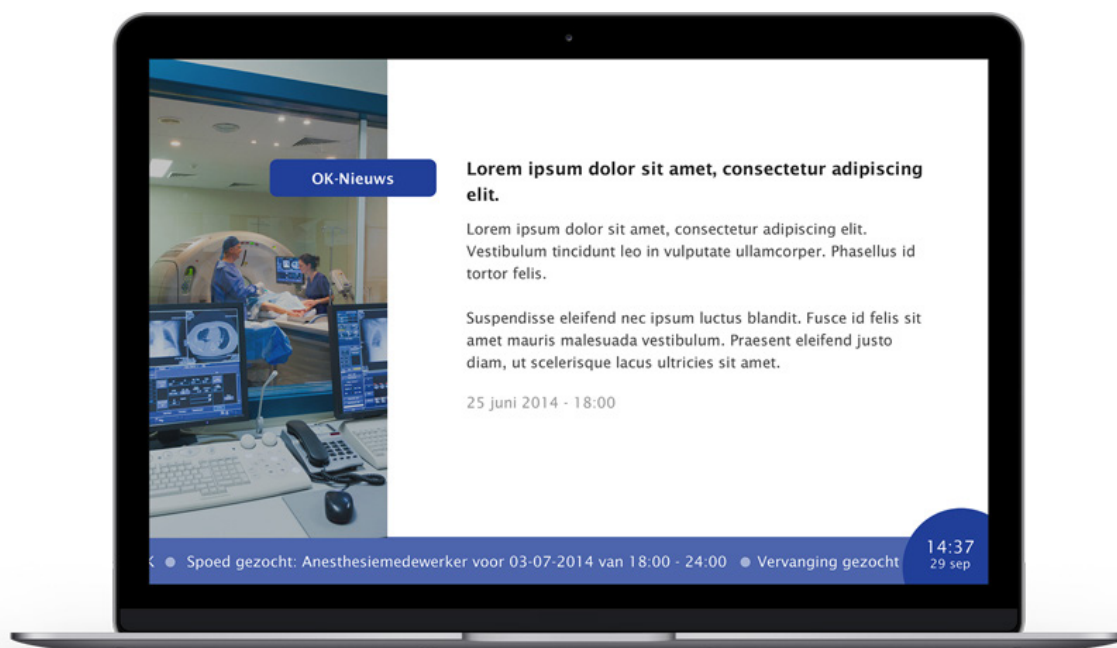 OK-Nieuws
Lorem ipsum dolor sit amet, consectetur adipiscing
elit.
Lorem ipsum dolor sit amet, consectetur adipiscing elit.
Vestibulum tincidunt leo in vulputate ullamcorper. Phasellus id
tortor felis.
Suspendisse eleifend nec ipsum luctus blandit. Fusce id felis sit
amet mauris malesuada vestibulum. Praesent eleifend justo
diam, ut scelerisque lacus ultricies sit amet.
25 juni 2014 - 18:00
Spoed gezocht: Anesthesiemedewerker voor 03-07-2014 van 18:00 - 24:00 ● Vervanging gezocht
14:37
29 sep